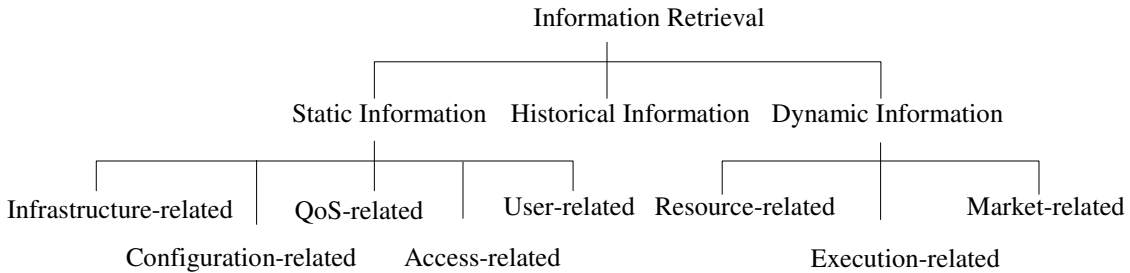 Information Retrieval
Static Information Historical Information Dynamic Information
Infrastructure-related QoS-related User-related Resource-related Market-related
Configuration-related Access-related Execution-related